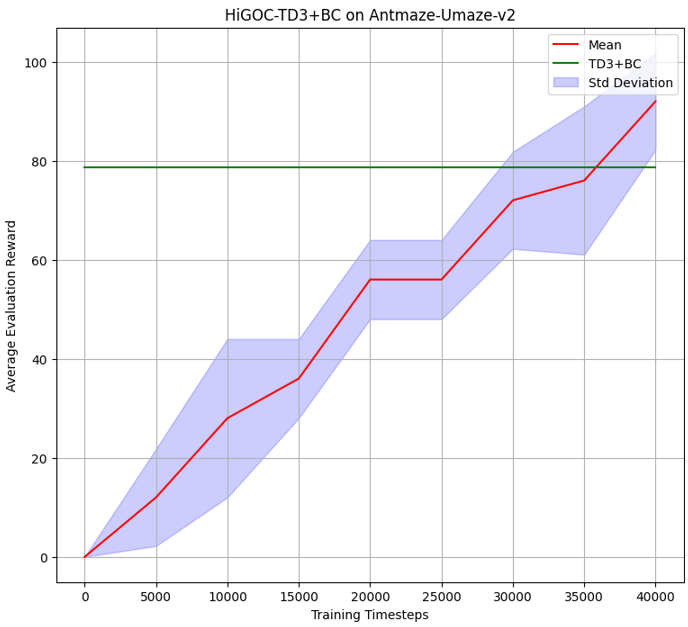 HiGOC-TD3+BC on Antmaze-Umaze-v2
Mean
TD3+BC
Std Deviation
Average Evaluation Reward
100
80
60
40
20
0
0 5000 10000 15000 20000 25000 30000 35000 40000
Training Timesteps